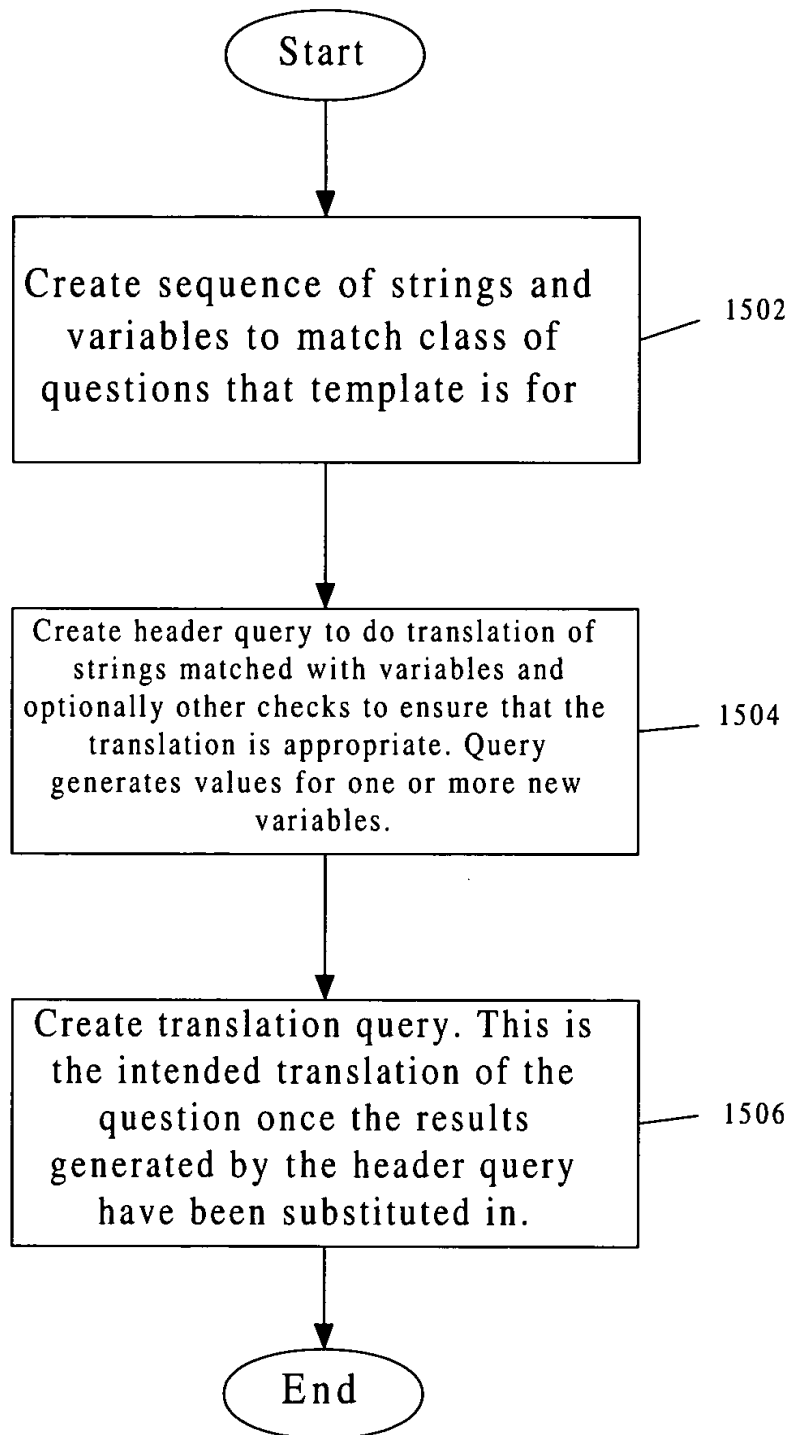 Start
Create sequence of strings and
variables to match class of
questions that template is for
1502
Create header query to do translation of
strings matched with variables and
optionally other checks to ensure that the
translation is appropriate. Query
generates values for one or more new
variables.
1504
Create translation query. This is
the intended translation of the
question once the results
generated by the header query
have been substituted in.
1506
End